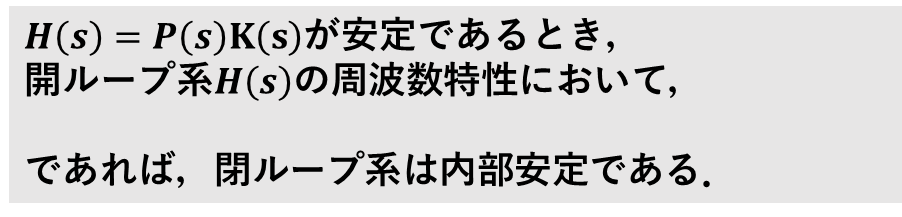 H(s) = P(s)K(s)が安定であるとき，
開ループ系H(s)の周波数特性において，
であれば，閉ループ系は内部安定である．